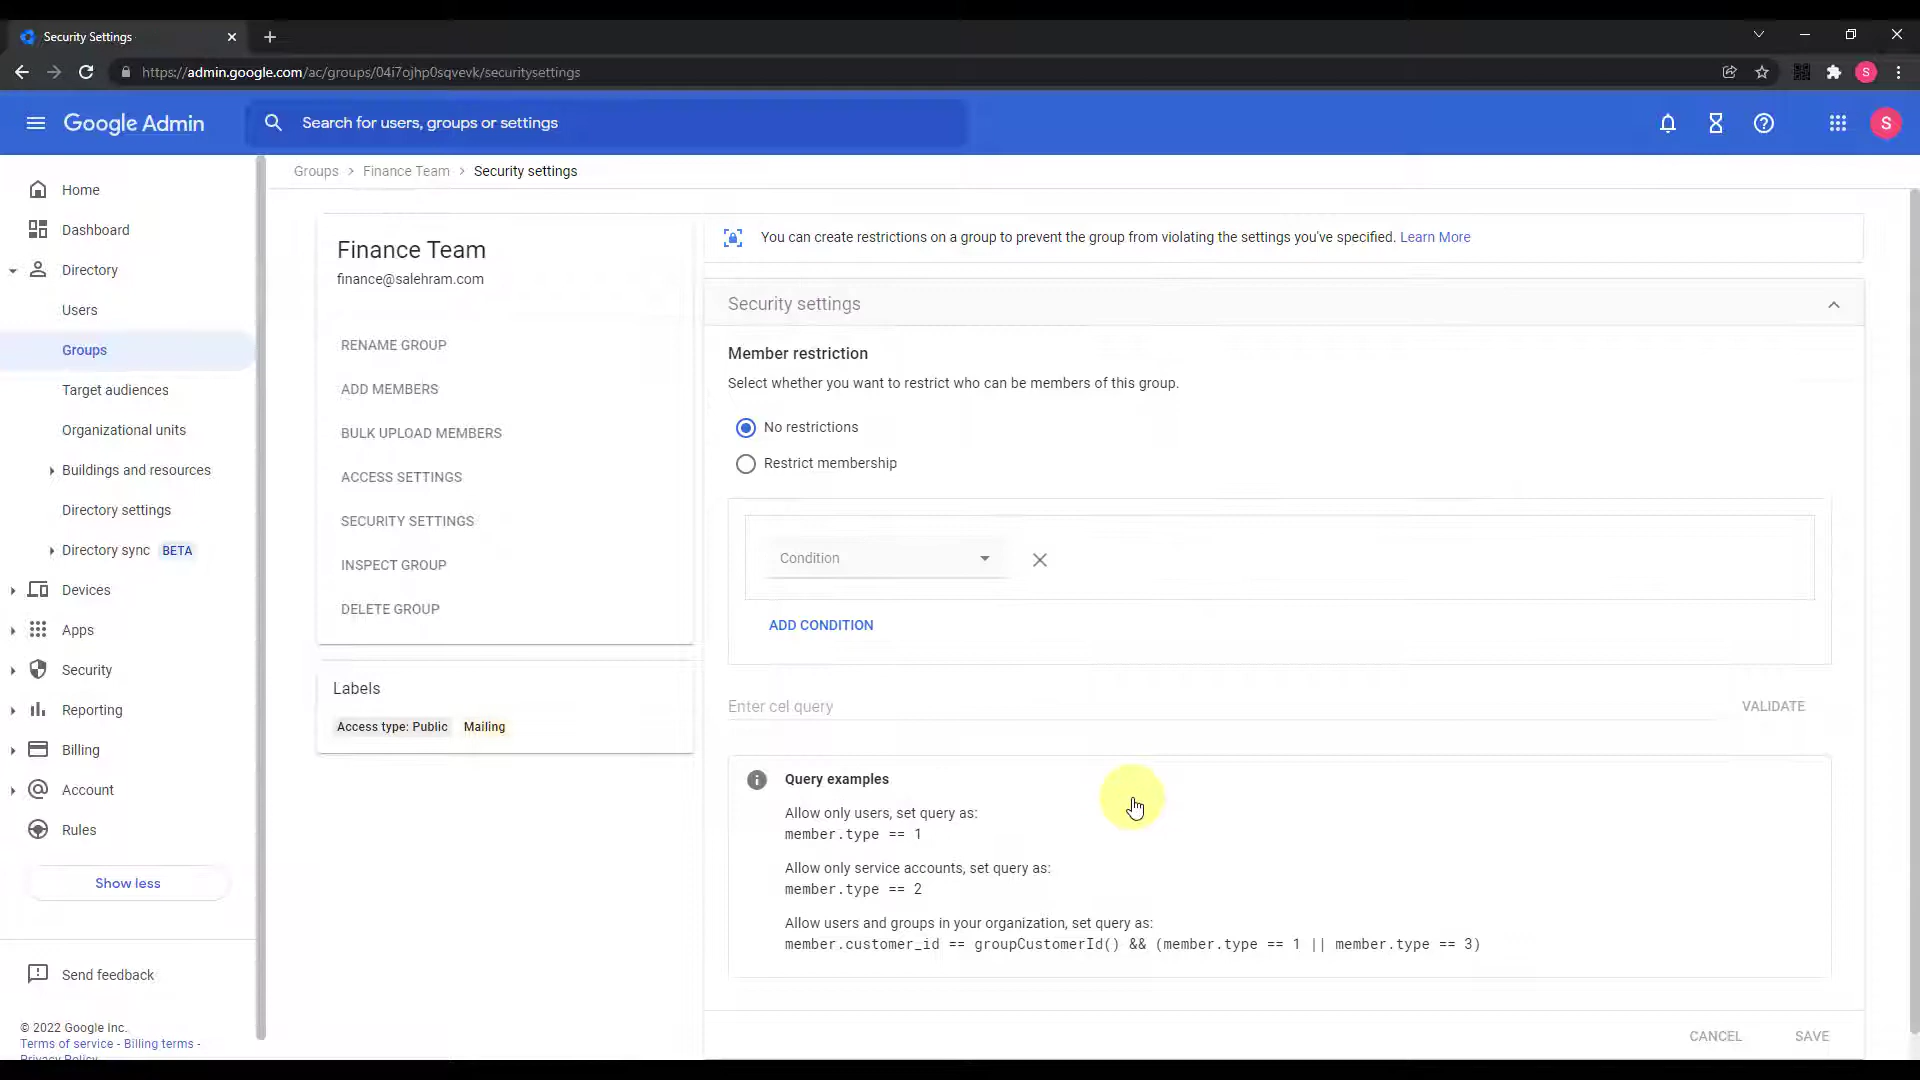 Security Settings
https://admin.google.com/ac/groups/04i7ojhp0sqvevk/securitysettings
S
Google Admin
Search for users, groups or settings
S
Home
Dashboard
Directory
Users
Groups
Target audiences
Organizational units
Buildings and resources
Directory settings
Directory sync BETA
Devices
Apps
Security
Reporting
Billing
Account
Rules
Show less
Send feedback
© 2022 Google Inc.
Terms of service - Billing terms -
Privacy Policy
Groups > Finance Team > Security settings
Finance Team
finance@salehram.com
RENAME GROUP
ADD MEMBERS
BULK UPLOAD MEMBERS
ACCESS SETTINGS
SECURITY SETTINGS
INSPECT GROUP
DELETE GROUP
Labels
Access type: Public Mailing
You can create restrictions on a group to prevent the group from violating the settings you've specified. Learn More
Security settings
Member restriction
Select whether you want to restrict who can be members of this group.
No restrictions
Restrict membership
Condition
ADD CONDITION
Enter cel query
VALIDATE
Query examples
Allow only users, set query as:
member.type == 1
Allow only service accounts, set query as:
member.type == 2
Allow users and groups in your organization, set query as:
member.customer_id == groupCustomerId() && (member.type == 1 || member.type == 3)
CANCEL SAVE